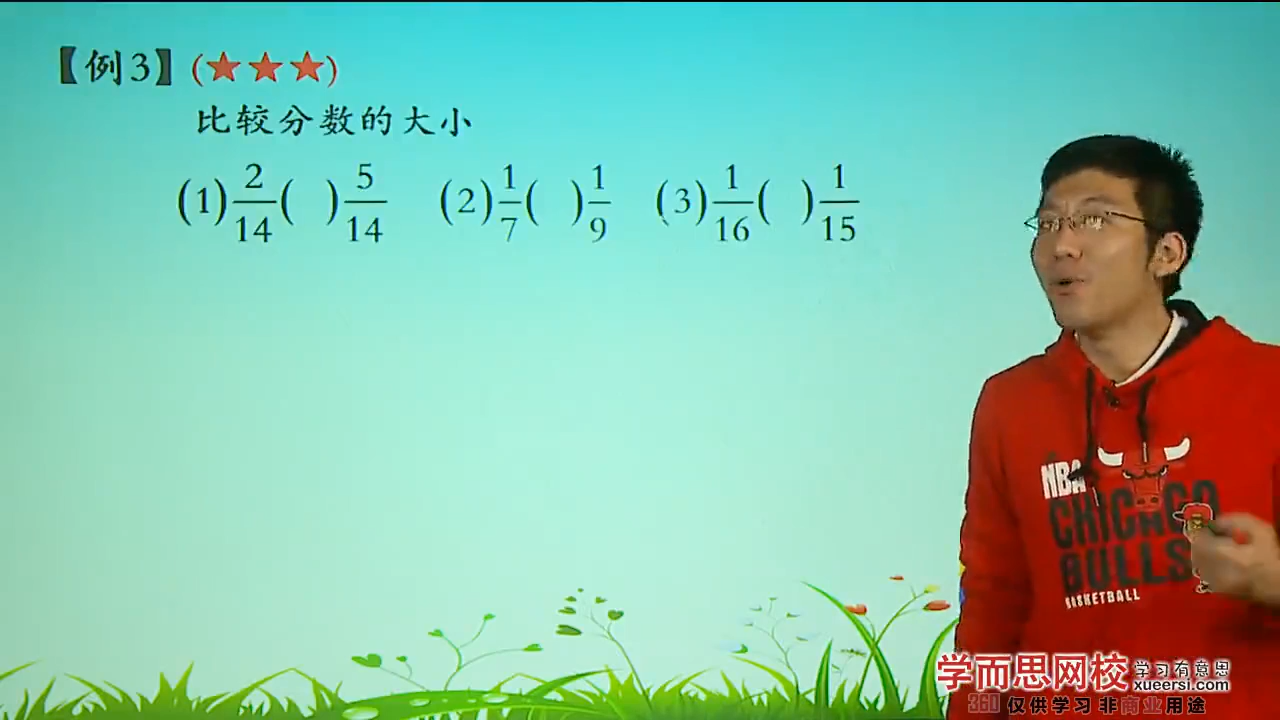 【例3】(★★★)
比较分数的大小
(1) 2/14 ( ) 5/14 (2) 1/7 ( ) 1/9 (3) 1/16 ( ) 1/15
NBA
CHICAGO
BULLS
BASKETBALL
学而思网校 学习有意思
xueersi.com
360 仅供学习 非商业用途